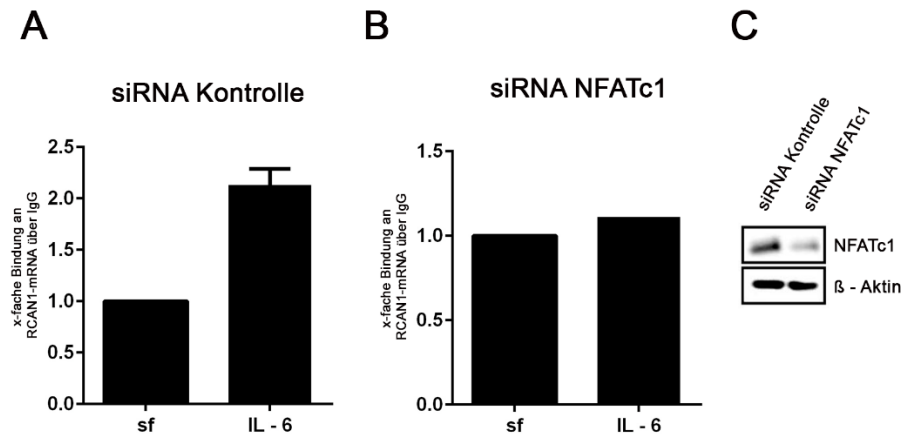 A
siRNA Kontrolle
x-fache Bindung an
RCAN1-mRNA über IgG
2.5
2.0
1.5
1.0
0.5
0.0
sf
IL - 6
B
siRNA NFATc1
x-fache Bindung an
RCAN1-mRNA über IgG
1.5
1.0
0.5
0.0
sf
IL - 6
C
siRNA Kontrolle
siRNA NFATc1
NFATc1
ß - Aktin